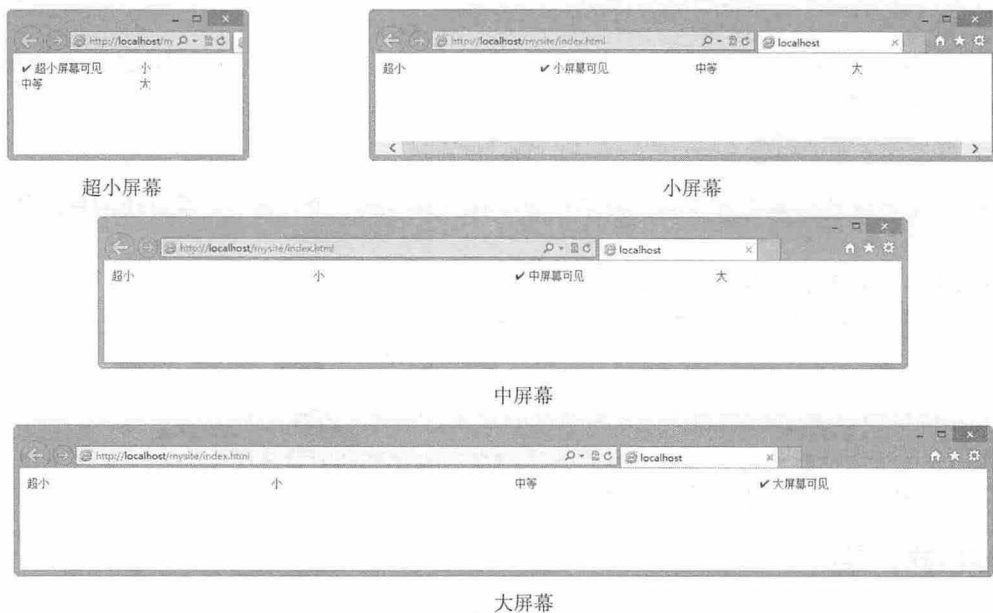 http://localhost/m
✔ 超小屏幕可见 小
中等 大
超小屏幕
http://localhost/mysite/index.html localhost
超小 ✔ 小屏幕可见 中等 大
小屏幕
http://localhost/mysite/index.html localhost
超小 小 ✔ 中屏幕可见 大
中屏幕
http://localhost/mysite/index.html localhost
超小 小 中等 ✔ 大屏幕可见
大屏幕